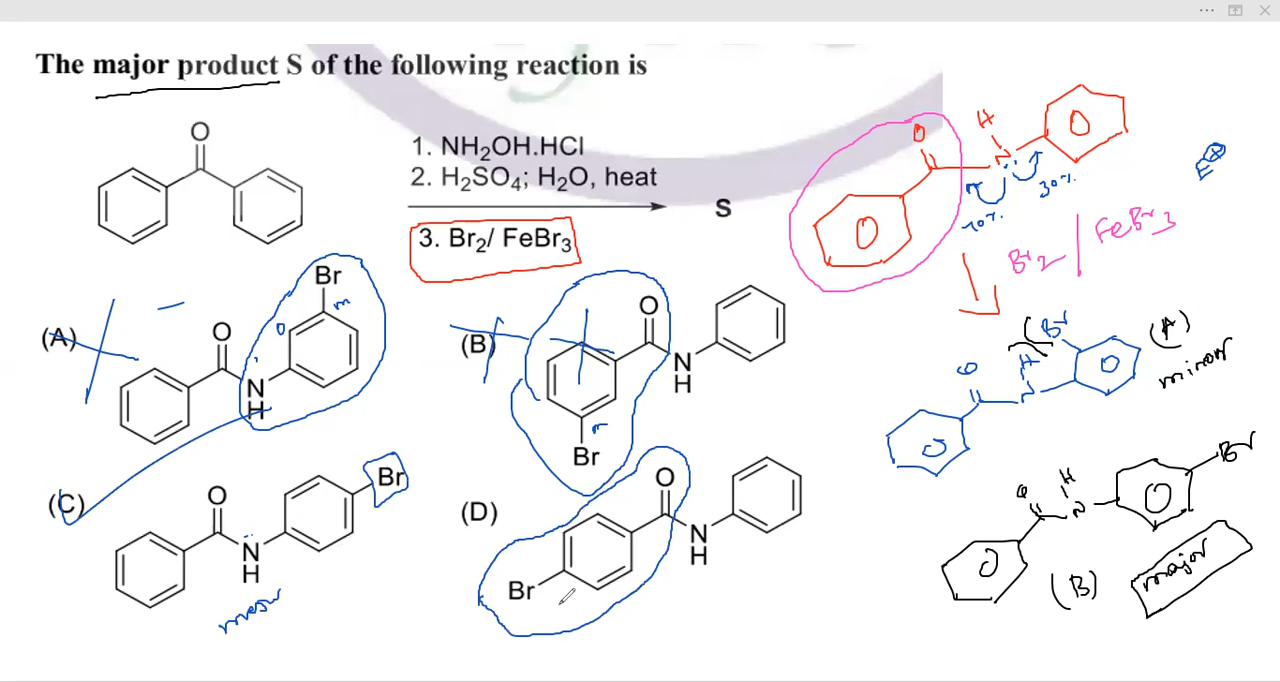 The major product S of the following reaction is
O
1. NH₂OH.HCl
2. H₂SO₄; H₂O, heat
3. Br₂/ FeBr₃
S
O
H
N
70%
30%
E⊕
Br₂ / FeBr₃
(A)
O
N
H
Br
o
m
(B)
O
N
H
Br
m
O
H
N
Br
(A)
minor
(C)
O
N
H
Br
(D)
O
N
H
Br
O
H
N
Br
(B)
major